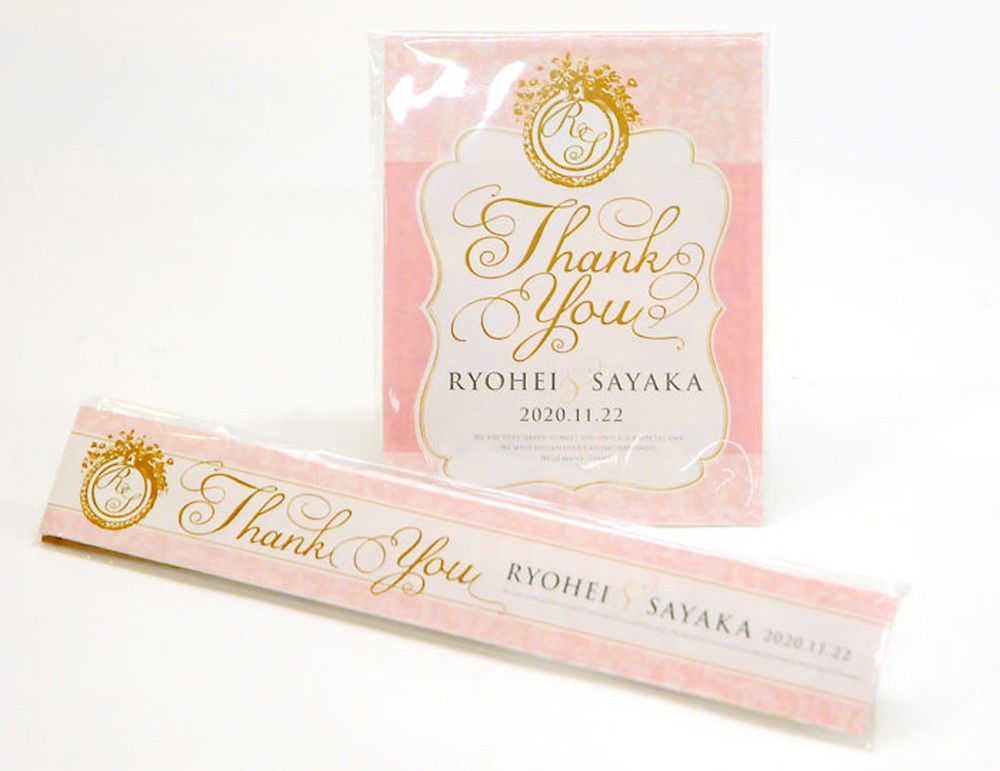 R&S
Thank
You
RYOHEI & SAYAKA
2020.11.22
R&S
Thank You RYOHEI & SAYAKA 2020.11.22